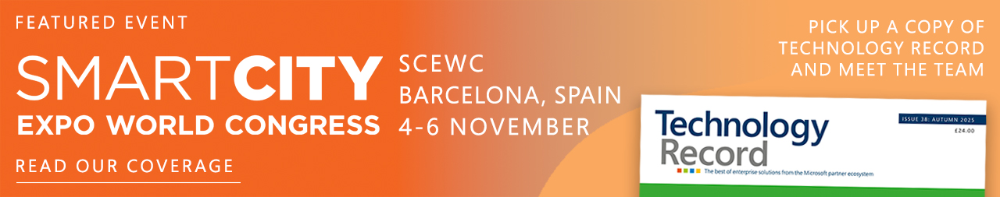 FEATURED EVENT
SMARTCITY
EXPO WORLD CONGRESS
READ OUR COVERAGE
SCEWC
BARCELONA, SPAIN
4-6 NOVEMBER
PICK UP A COPY OF
TECHNOLOGY RECORD
AND MEET THE TEAM
Technology
Record
The best of enterprise solutions from the Microsoft partner ecosystem
ISSUE 38: AUTUMN 2025
£24.00